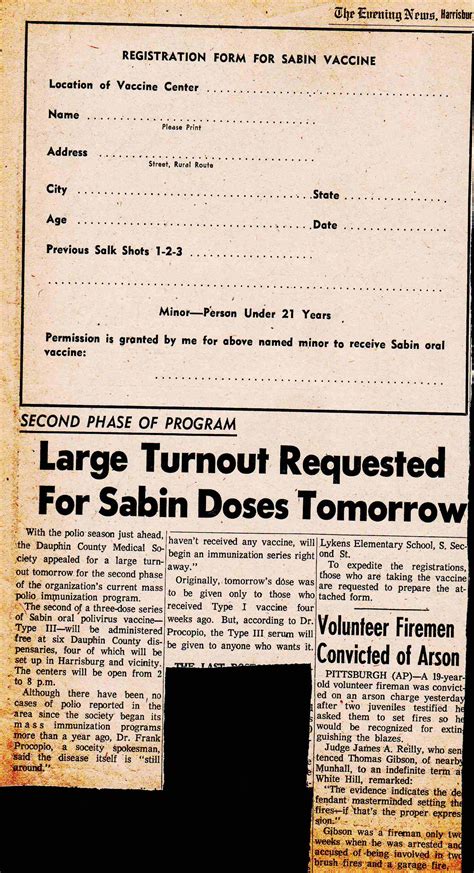 The Evening News, Harrisbur
REGISTRATION FORM FOR SABIN VACCINE
Location of Vaccine Center
Name
Please Print
Address
Street, Rural Route
City State
Age Date
Previous Salk Shots 1-2-3
Minor—Person Under 21 Years
Permission is granted by me for above named minor to receive Sabin oral
vaccine:
SECOND PHASE OF PROGRAM
Large Turnout Requested
For Sabin Doses Tomorrow
With the polio season just ahead,
the Dauphin County Medical So-
ciety appealed for a large turn-
out tomorrow for the second phase
of the organization's current mass
polio immunization program.
The second of a three-dose series
of Sabin oral polivirus vaccine—
Type III—will be administered
free at six Dauphin County dis-
pensaries, four of which will be
set up in Harrisburg and vicinity.
The centers will be open from 2
to 8 p.m.
Although there have been no
cases of polio reported in the
area since the society began its
mass immunization programs
more than a year ago, Dr. Frank
Procopio, a soceity spokesman,
said the disease itself is "still
around."
haven't received any vaccine, will
begin an immunization series right
away."
Originally, tomorrow's dose was
to be given only to those who
received Type I vaccine four
weeks ago. But, according to Dr.
Procopio, the Type III serum will
be given to anyone who wants it.
THE LAST DOSE
Lykens Elementary School, S. Sec-
ond St.
To expedite the registrations,
those who are taking the vaccine
are requested to prepare the at-
tached form.
Volunteer Firemen
Convicted of Arson
PITTSBURGH (AP)—A 19-year-
old volunteer fireman was convict-
ed on an arson charge yesterday
after two juveniles testified he
asked them to set fires so he
would be recognized for extin
guishing the blazes.
Judge James A. Reilly, who sen
tenced Thomas Gibson, of nearby
Munhall, to an indefinite term a
White Hill, remarked:
"The evidence indicates the de
fendant masterminded setting the
fires—if that's the proper expres
sion."
Gibson was a fireman only two
weeks when he was arrested and
accused of being involved in two
brush fires and a garage fire.